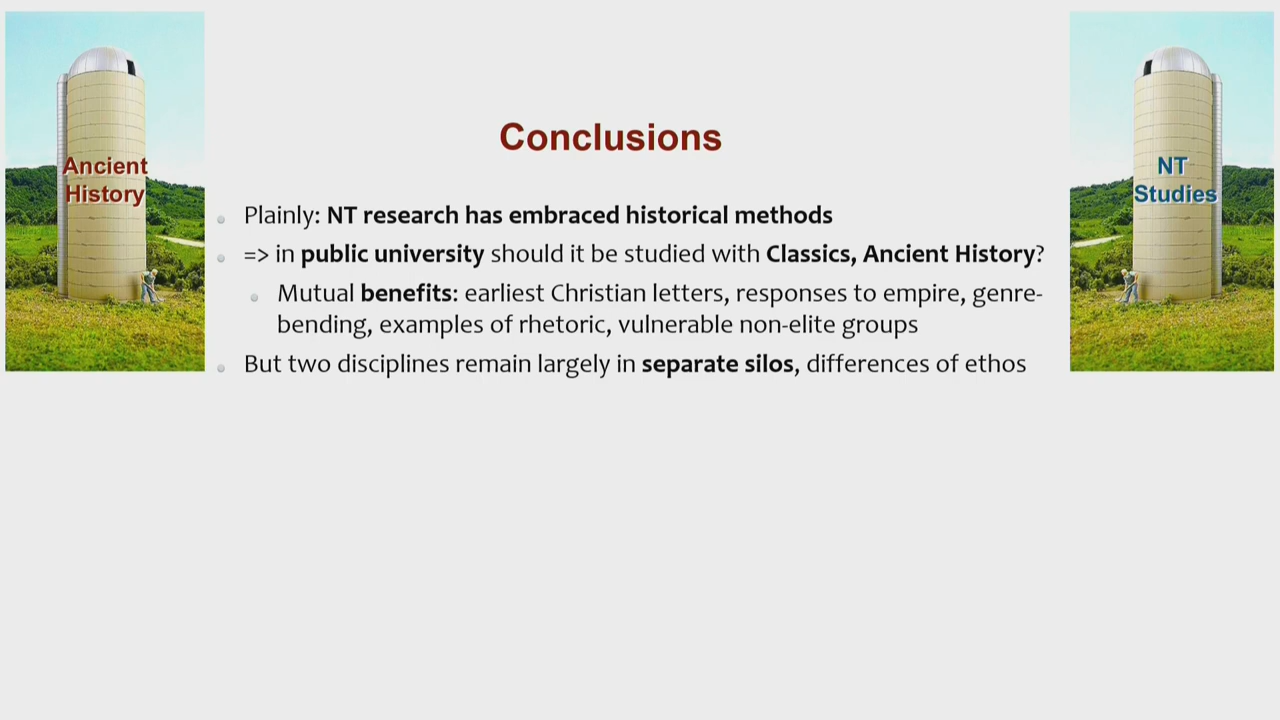 Ancient
History
NT
Studies
Conclusions
Plainly: NT research has embraced historical methods
=> in public university should it be studied with Classics, Ancient History?
Mutual benefits: earliest Christian letters, responses to empire, genre-
bending, examples of rhetoric, vulnerable non-elite groups
But two disciplines remain largely in separate silos, differences of ethos